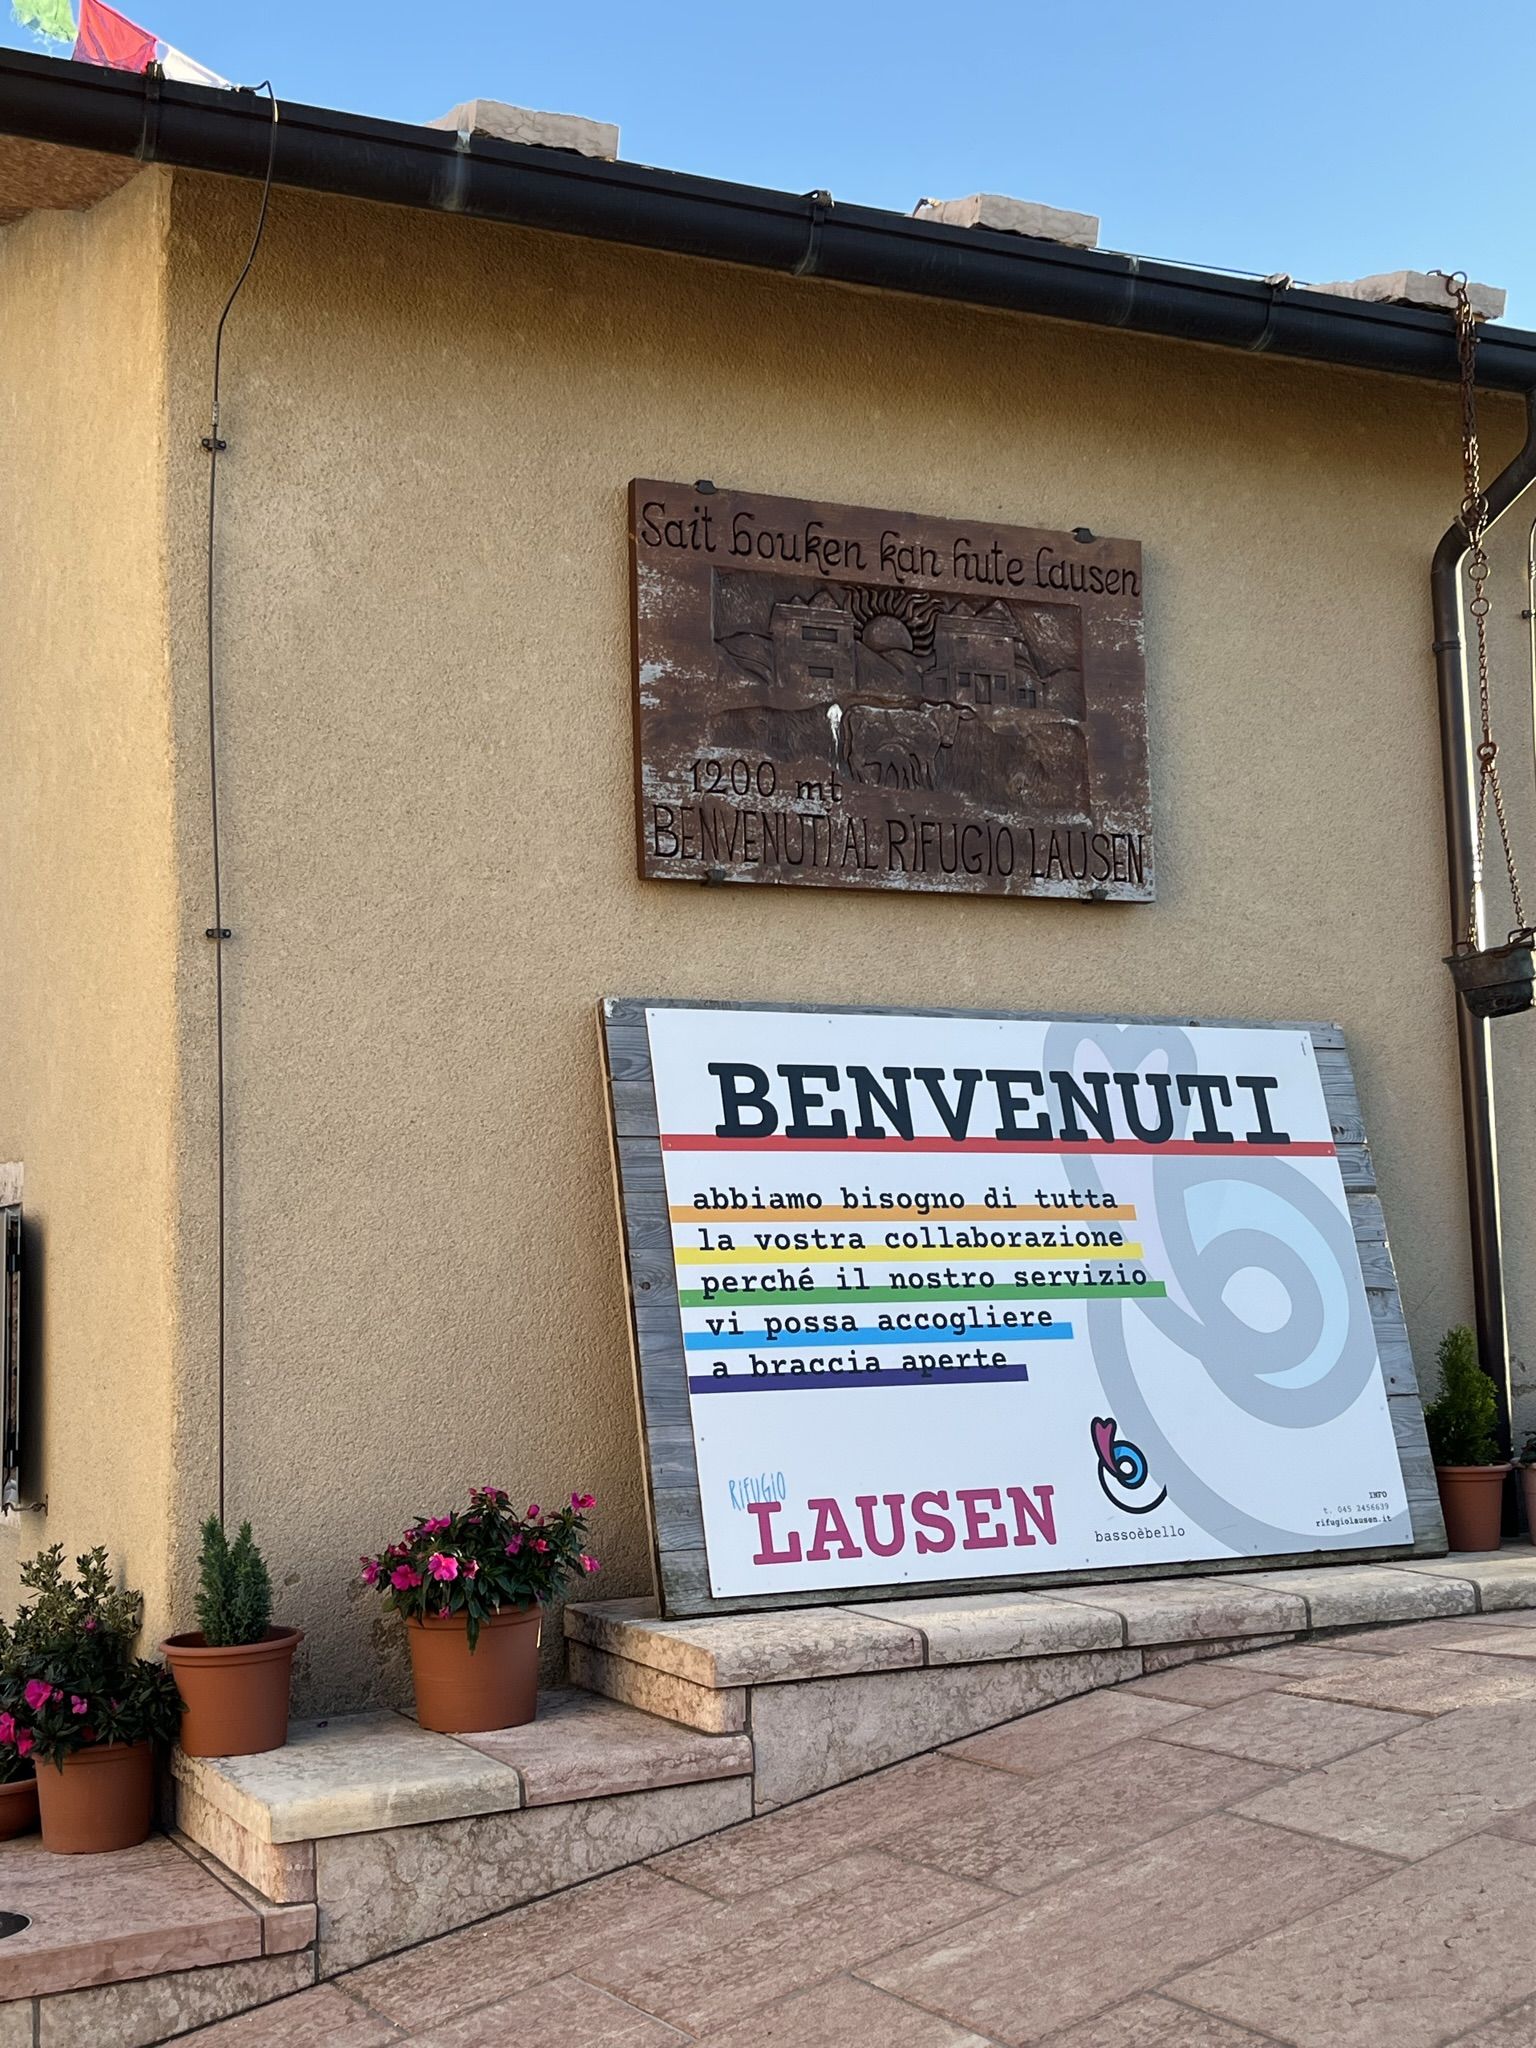 Sait bouken kan hute lausen
1200 mt
BENVENUTI AL RIFUGIO LAUSEN
BENVENUTI
abbiamo bisogno di tutta
la vostra collaborazione
perché il nostro servizio
vi possa accogliere
a braccia aperte
RIFUGIO
LAUSEN
b
bassoèbello
INFO
t. 045 2456639
rifugiolausen.it